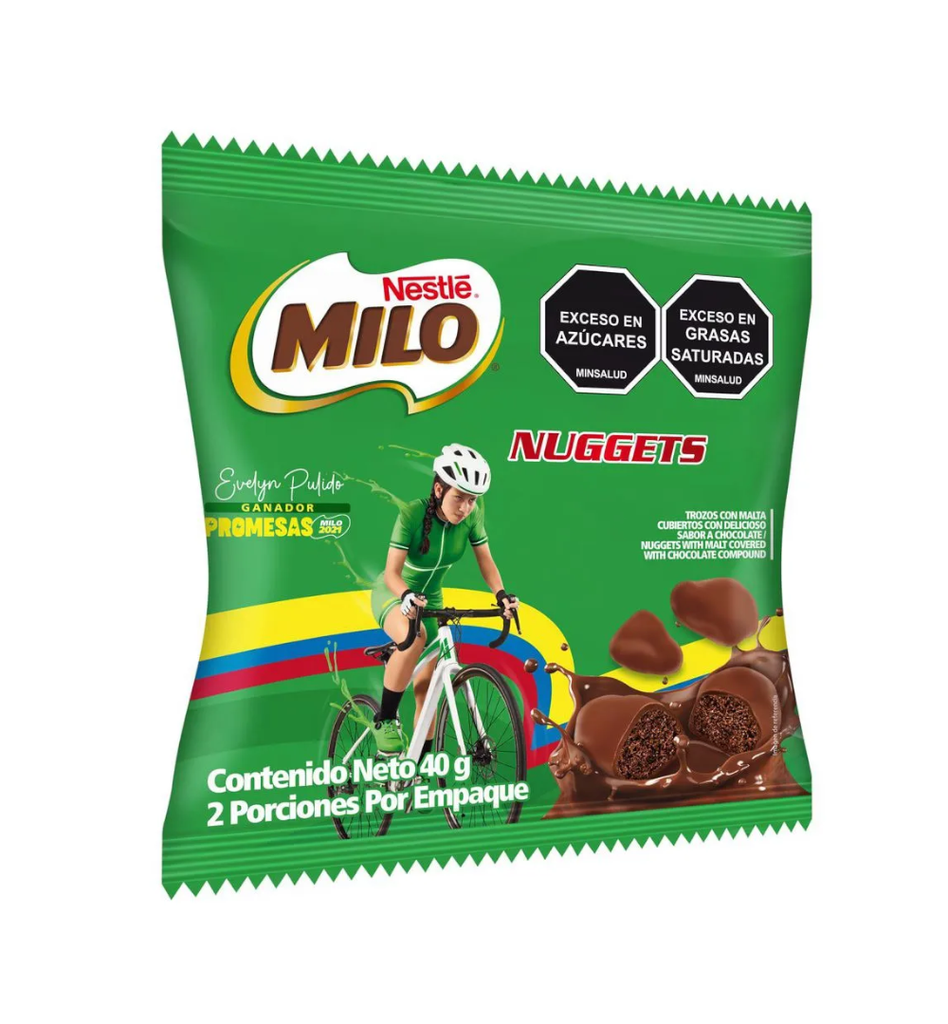 Nestlé
MILO
EXCESO EN
AZÚCARES
MINSALUD
EXCESO EN
GRASAS
SATURADAS
MINSALUD
NUGGETS
Evelyn Pulido
GANADOR
PROMESAS MILO 2021
TROZOS CON MALTA
CUBIERTOS CON DELICIOSO
SABOR A CHOCOLATE /
NUGGETS WITH MALT COVERED
WITH CHOCOLATE COMPOUND
Contenido Neto 40 g
2 Porciones Por Empaque